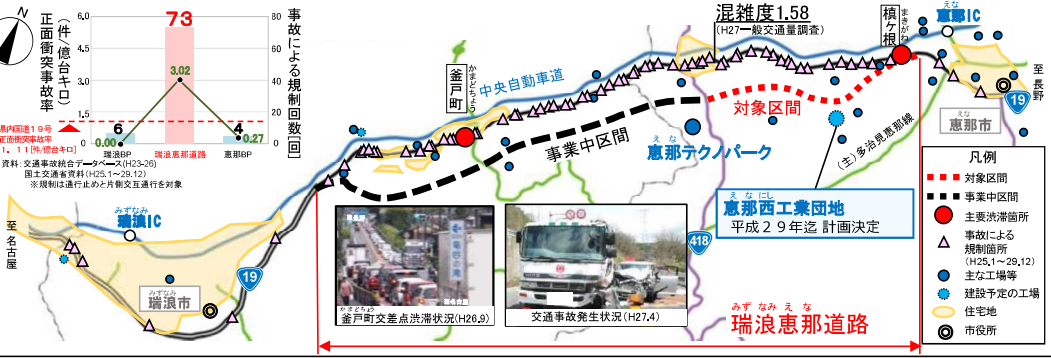 N
正面衝突事故率
(件/億台キロ)
事故による規制回数[回]
6.0
4.5
3.0
1.5
80
60
40
20
0
73
3.02
6
0.00
4
0.27
瑞浪BP
瑞浪恵那道路
恵那BP
県内国道19号
正面衝突事故率
1.11[件/億台キロ]
資料:交通事故統合データベース(H23-26)
国土交通省資料(H25.1~29.12)
※規制は通行止めと片側交互通行を対象
混雑度1.58
(H27一般交通量調査)
かまどちょう
釜戸町
中央自動車道
まきがね
槙ヶ根
えな
恵那IC
至
長野
19
えな
恵那市
対象区間
事業中区間
えな
恵那テクノパーク
(主)多治見恵那線
えなにし
恵那西工業団地
平成29年迄 計画決定
418
至
名古屋
みずなみ
瑞浪IC
みずなみ
瑞浪市
19
至長野
至名古屋
かまどちょう
釜戸町交差点渋滞状況(H26.9)
交通事故発生状況(H27.4)
みずなみえな
瑞浪恵那道路
凡例
対象区間
事業中区間
主要渋滞箇所
事故による
規制箇所
(H25.1~29.12)
主な工場等
建設予定の工場
住宅地
市役所